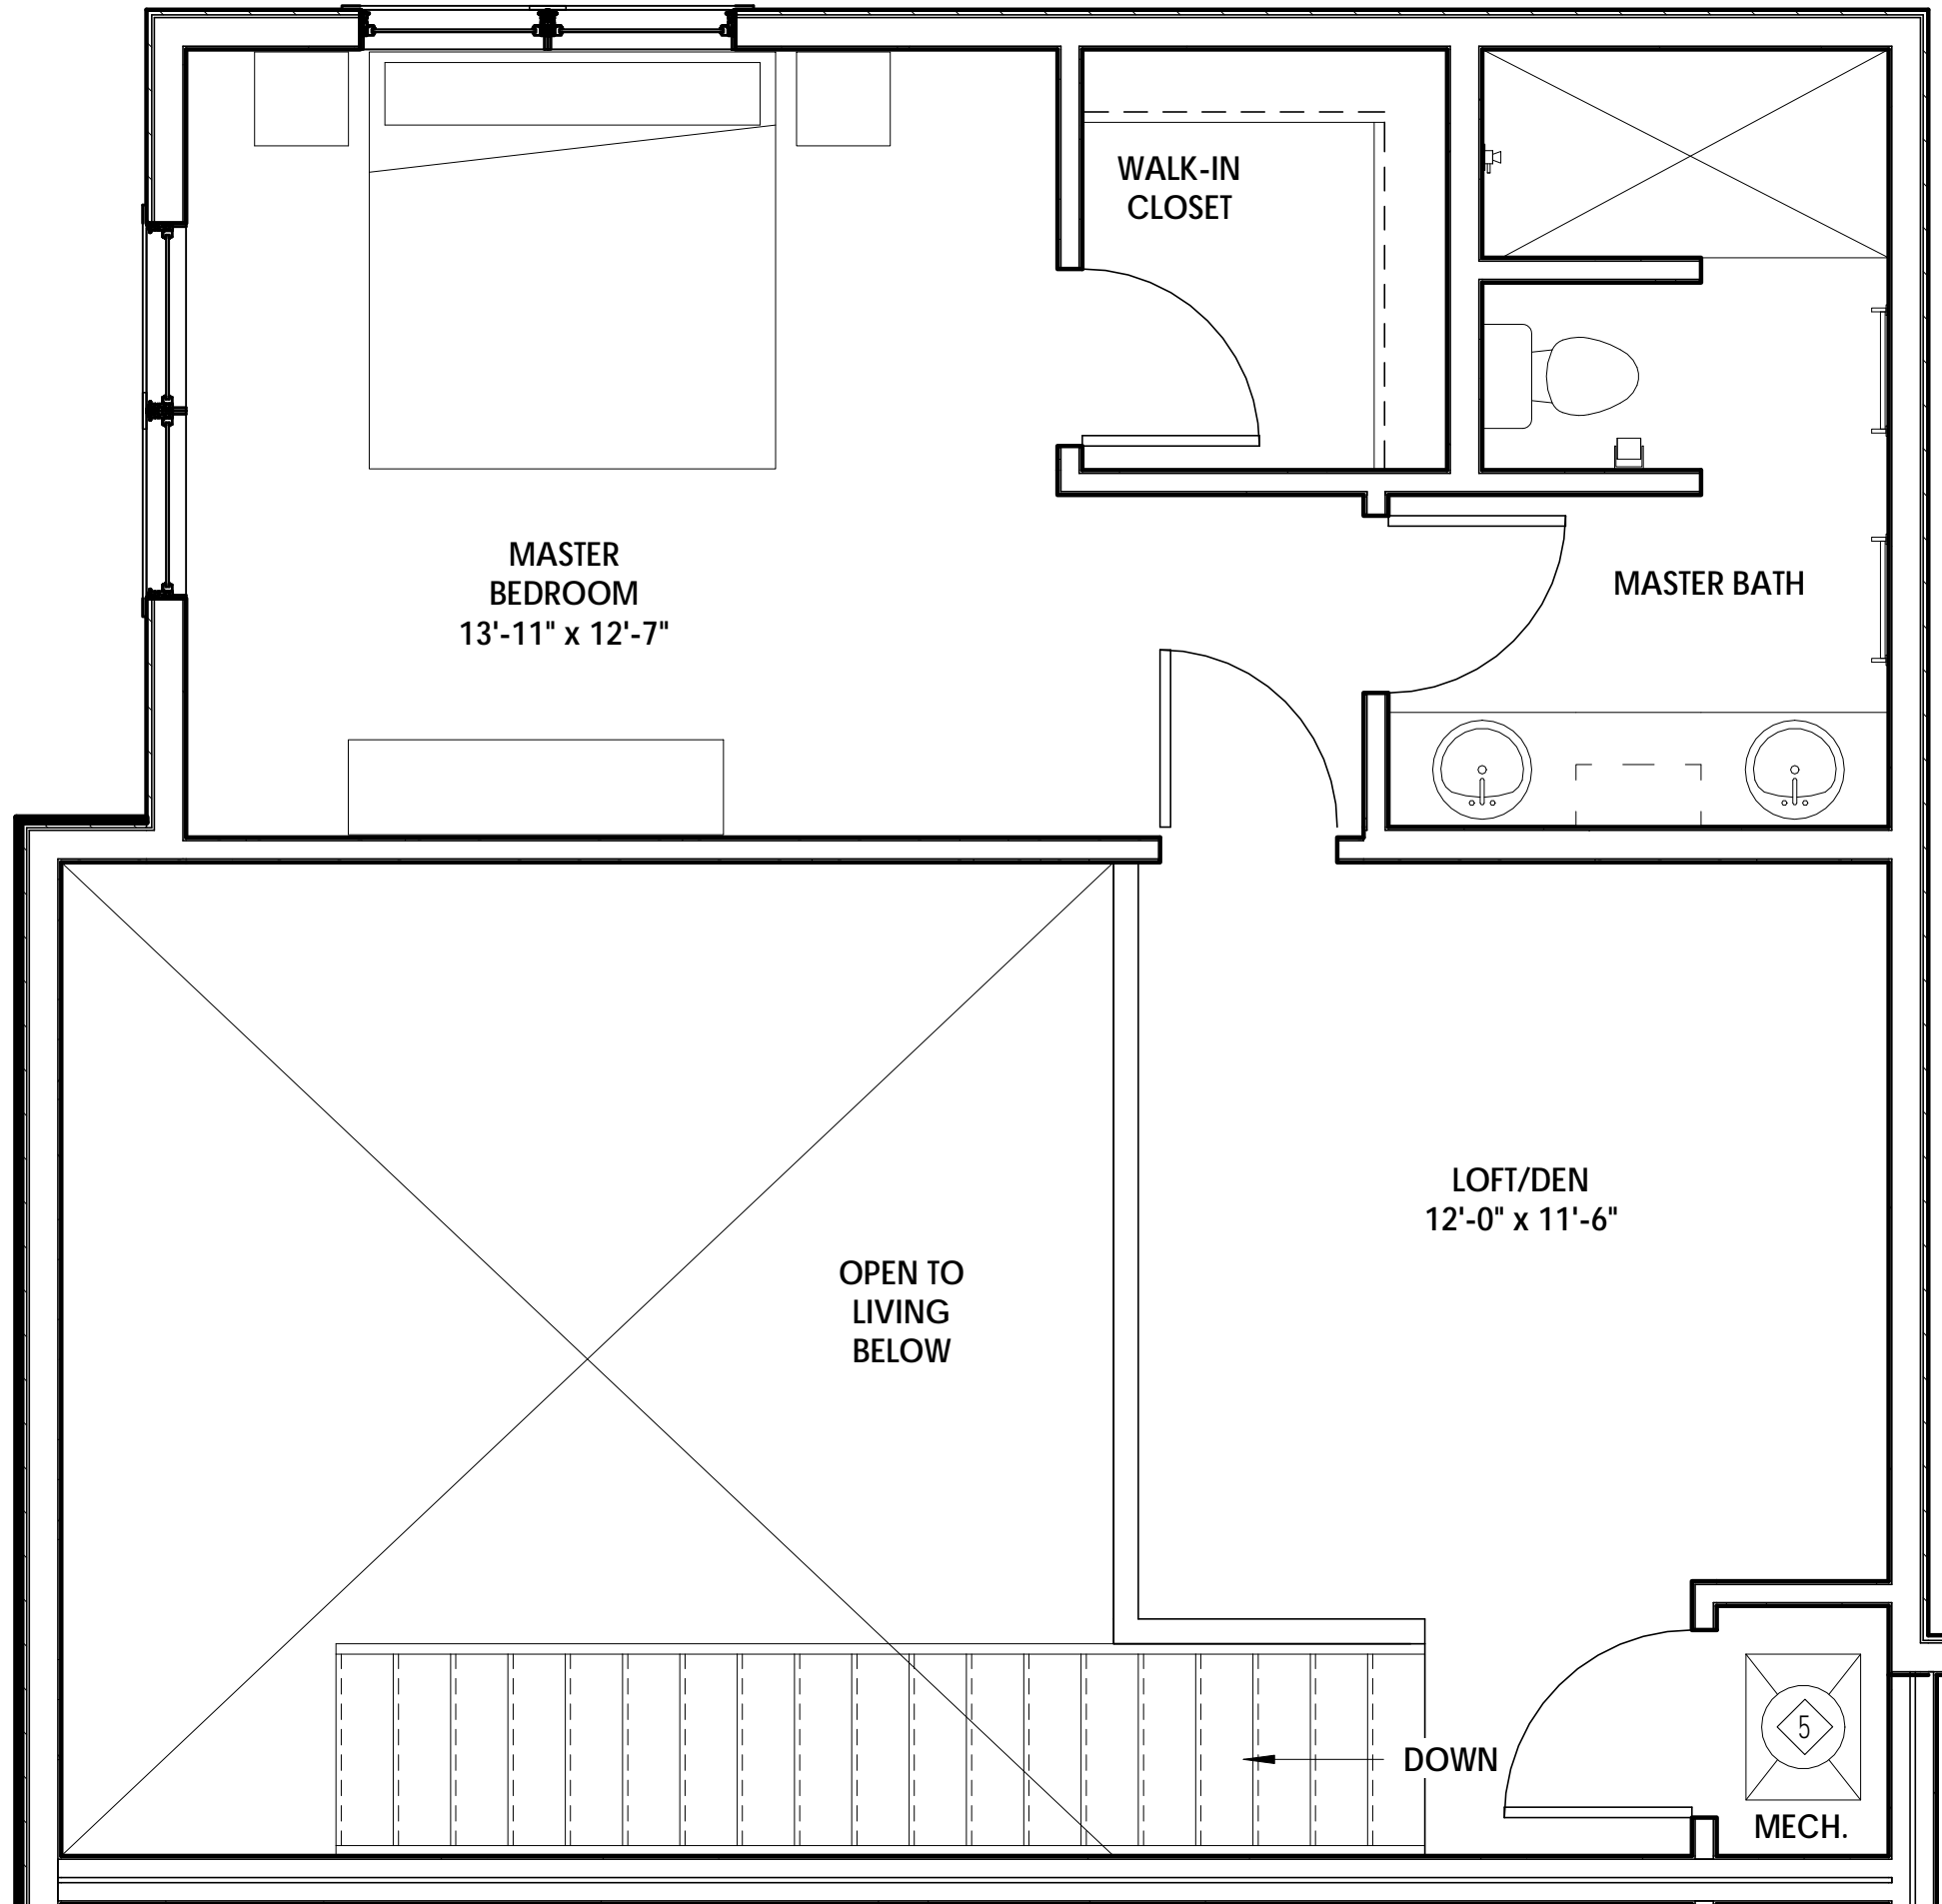 WALK-IN
CLOSET
MASTER
BEDROOM
13'-11" x 12'-7"
MASTER BATH
LOFT/DEN
12'-0" x 11'-6"
OPEN TO
LIVING
BELOW
DOWN
5
MECH.